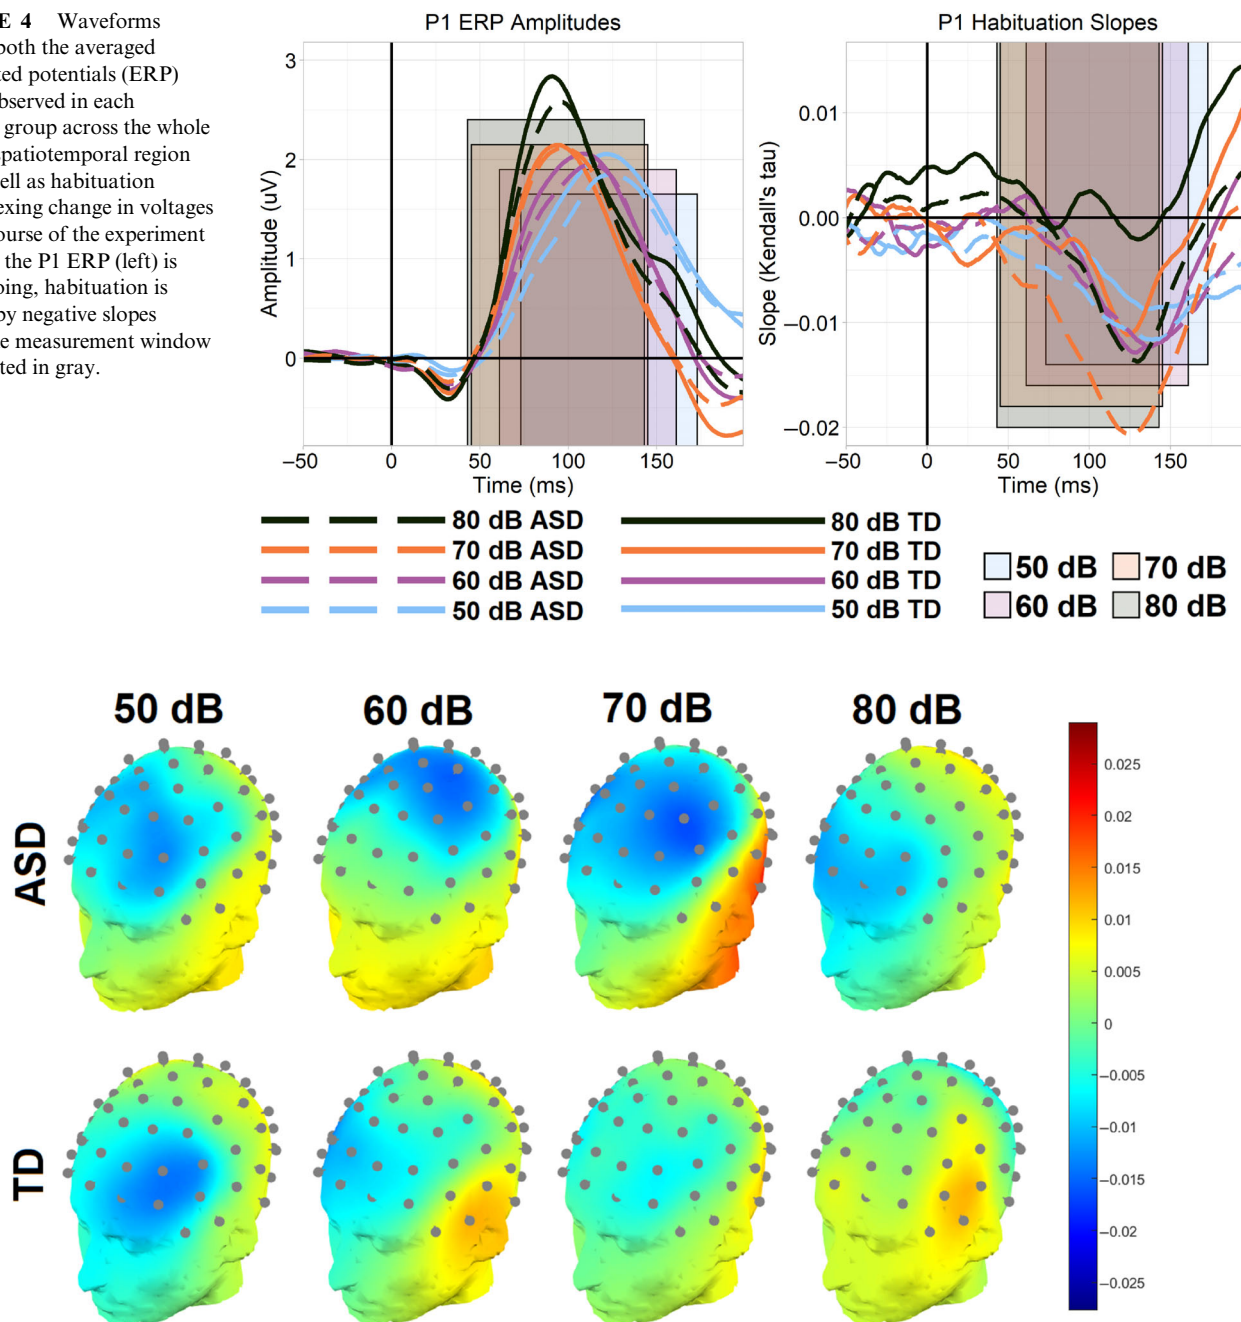 E 4 Waveforms
both the averaged
ted potentials (ERP)
bserved in each
group across the whole
spatiotemporal region
ell as habituation
exing change in voltages
ourse of the experiment
the P1 ERP (left) is
oing, habituation is
by negative slopes
e measurement window
ted in gray.
P1 ERP Amplitudes
Amplitude (uV)
3
2
1
0
−50 0 50 100 150
Time (ms)
P1 Habituation Slopes
Slope (Kendall's tau)
0.01
0.00
−0.01
−0.02
−50 0 50 100 150
Time (ms)
80 dB ASD
70 dB ASD
60 dB ASD
50 dB ASD
80 dB TD
70 dB TD
60 dB TD
50 dB TD
50 dB 70 dB
60 dB 80 dB
50 dB 60 dB 70 dB 80 dB
ASD
TD
0.025
0.02
0.015
0.01
0.005
0
−0.005
−0.01
−0.015
−0.02
−0.025